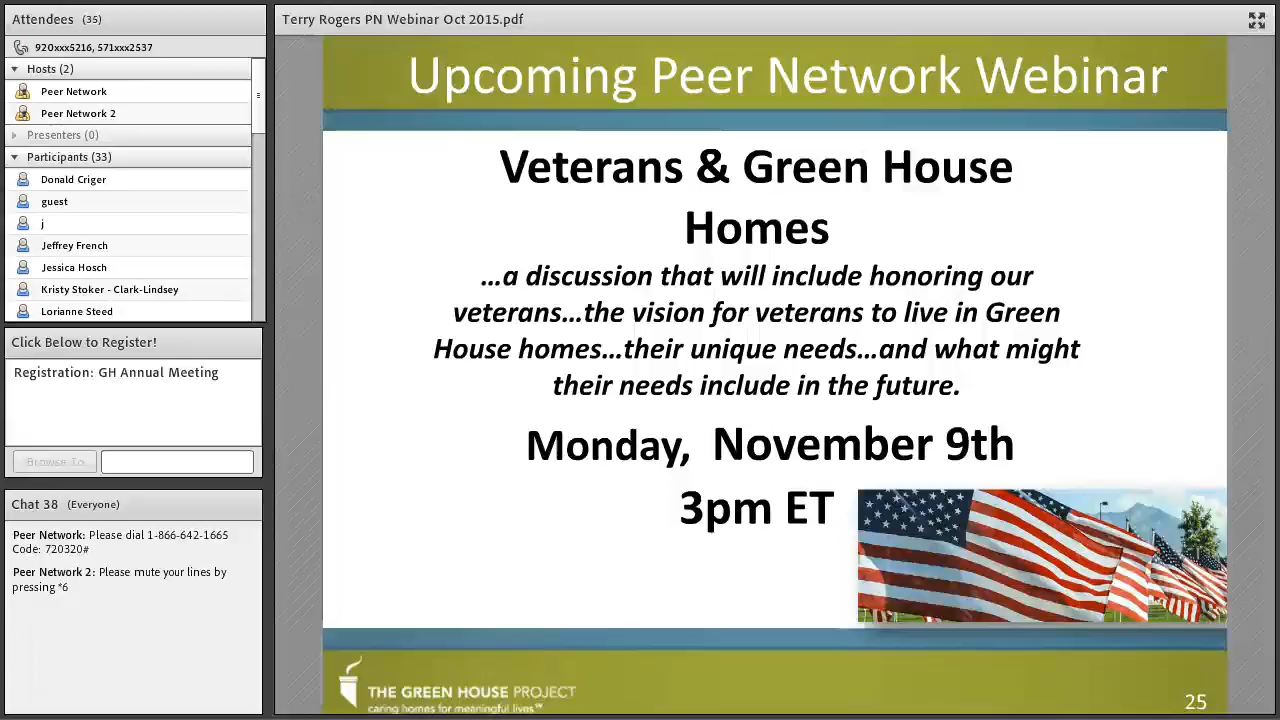 Attendees (35)
920xxx5216, 571xxx2537
Hosts (2)
Peer Network
Peer Network 2
Presenters (0)
Participants (33)
Donald Criger
guest
j
Jeffrey French
Jessica Hosch
Kristy Stoker - Clark-Lindsey
Lorianne Steed
Click Below to Register!
Registration: GH Annual Meeting
Browse To
Chat 38 (Everyone)
Peer Network: Please dial 1-866-642-1665
Code: 720320#
Peer Network 2: Please mute your lines by
pressing *6
Terry Rogers PN Webinar Oct 2015.pdf
Upcoming Peer Network Webinar
Veterans & Green House
Homes
...a discussion that will include honoring our
veterans...the vision for veterans to live in Green
House homes...their unique needs...and what might
their needs include in the future.
Monday, November 9th
3pm ET
THE GREEN HOUSE PROJECT
caring homes for meaningful lives℠
25